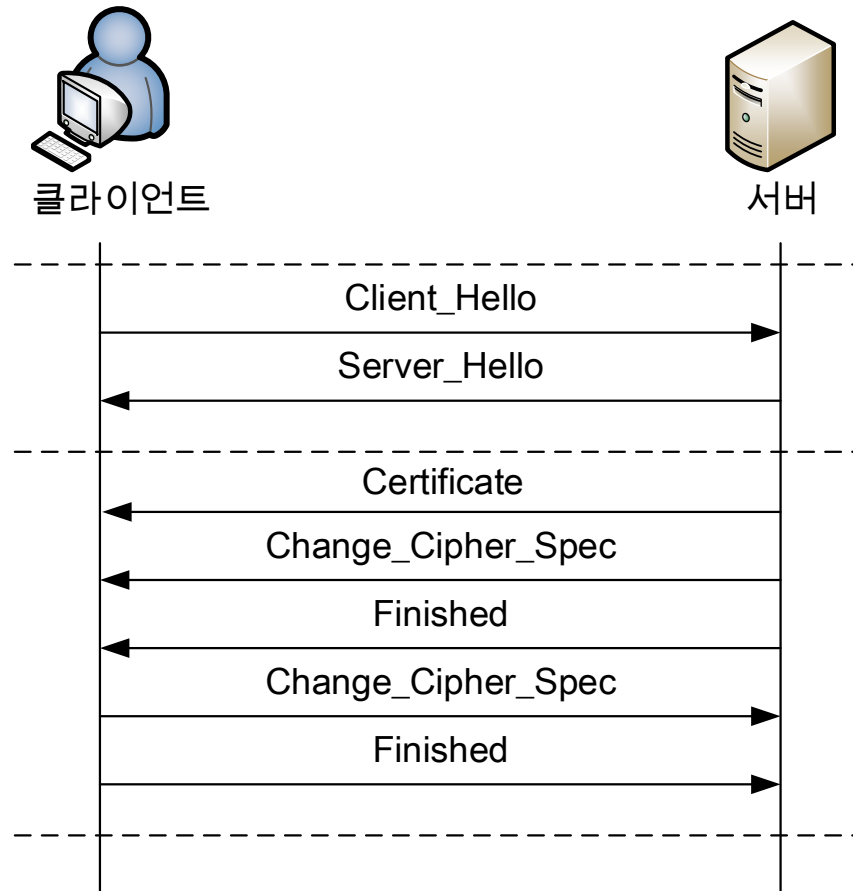 클라이언트
서버
Client_Hello
Server_Hello
Certificate
Change_Cipher_Spec
Finished
Change_Cipher_Spec
Finished